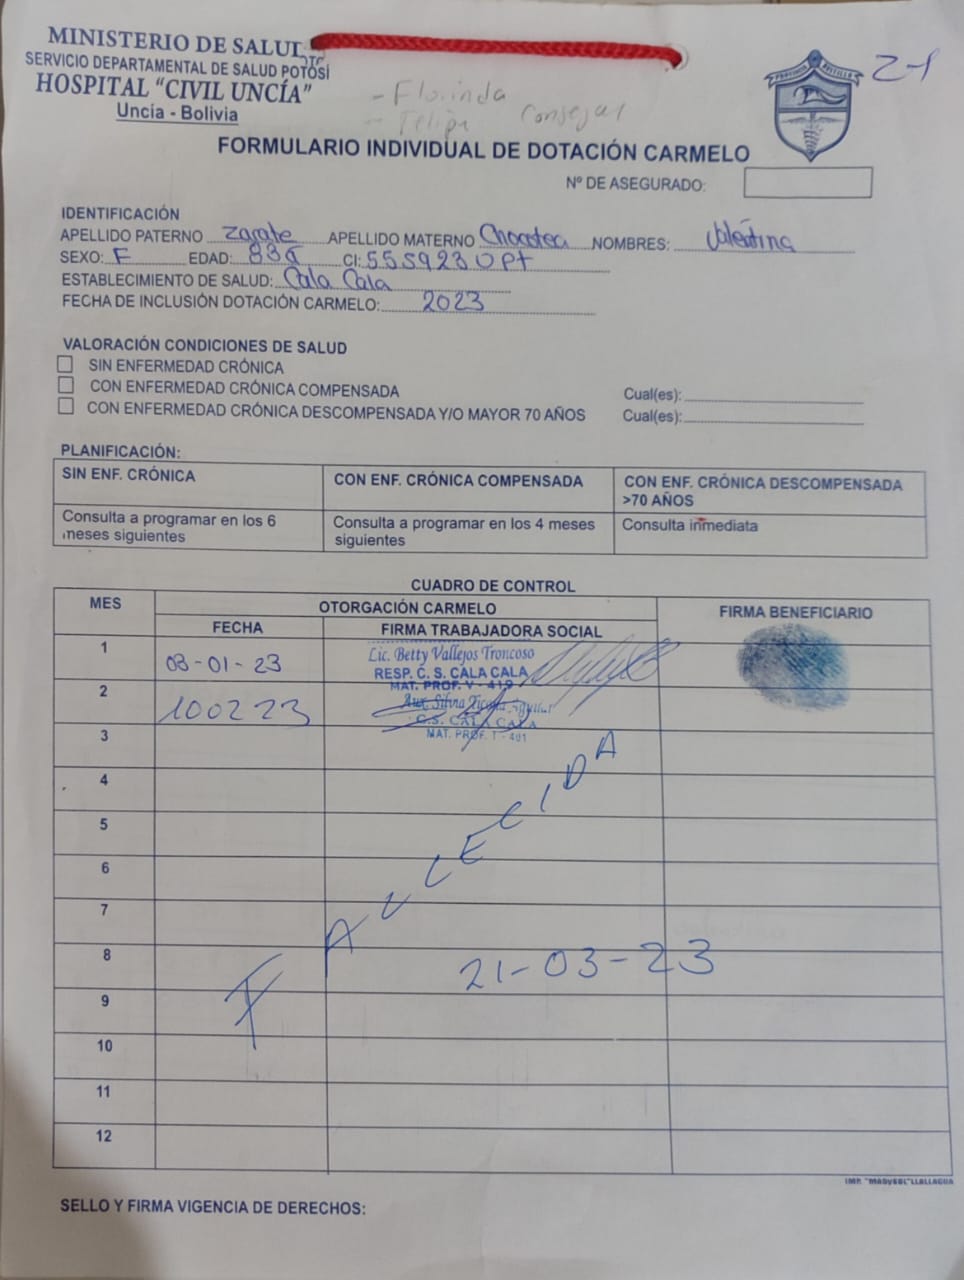 MINISTERIO DE SALUD
SERVICIO DEPARTAMENTAL DE SALUD POTOSÍ
HOSPITAL "CIVIL UNCÍA"
Uncía - Bolivia
- Florinda
- Telipe Consejal
PROVINCIA BUSTILLO
Z-1
FORMULARIO INDIVIDUAL DE DOTACIÓN CARMELO
Nº DE ASEGURADO:
IDENTIFICACIÓN
APELLIDO PATERNO Zarate APELLIDO MATERNO Chocotea NOMBRES: Valentina
SEXO: F EDAD: 83a CI: 5559230 Pt
ESTABLECIMIENTO DE SALUD: Cala Cala
FECHA DE INCLUSIÓN DOTACIÓN CARMELO: 2023
VALORACIÓN CONDICIONES DE SALUD
SIN ENFERMEDAD CRÓNICA
CON ENFERMEDAD CRÓNICA COMPENSADA Cual(es):
CON ENFERMEDAD CRÓNICA DESCOMPENSADA Y/O MAYOR 70 AÑOS Cual(es):
PLANIFICACIÓN:
SIN ENF. CRÓNICA CON ENF. CRÓNICA COMPENSADA CON ENF. CRÓNICA DESCOMPENSADA
>70 AÑOS
Consulta a programar en los 6 Consulta a programar en los 4 meses Consulta inmediata
meses siguientes siguientes
CUADRO DE CONTROL
MES OTORGACIÓN CARMELO FIRMA BENEFICIARIO
FECHA FIRMA TRABAJADORA SOCIAL
1 03-01-23 Lic. Betty Vallejos Troncoso
RESP. C. S. CALA CALA
MAT. PROF. V - 419
2 100223 Aux. Silvia Ticona
C.S. CALA CALA
MAT. PROF. T - 401
3
4
5
6
7
FALLECIDA
8 21-03-23
9
10
11
12
IMP. "MADySOL" LLALLAGUA
SELLO Y FIRMA VIGENCIA DE DERECHOS: